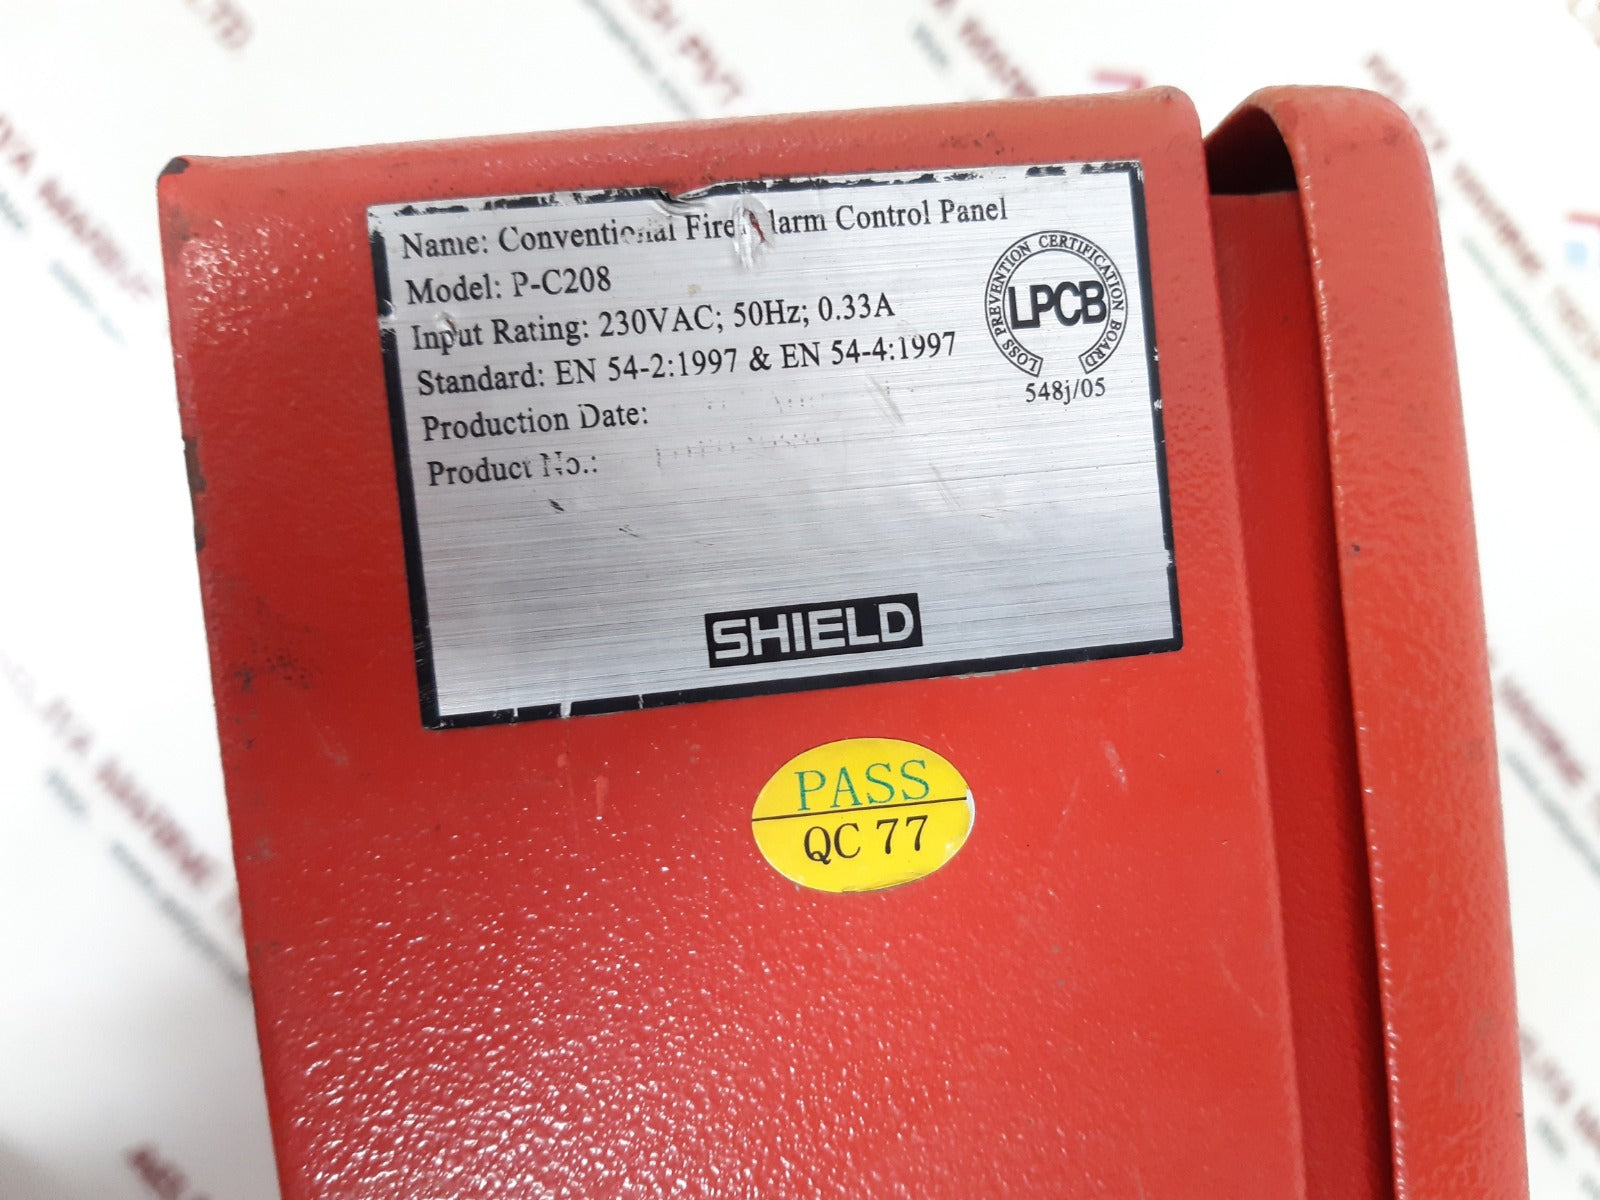 Name: Conventional Fire Alarm Control Panel
Model: P-C208
Input Rating: 230VAC; 50Hz; 0.33A
Standard: EN 54-2:1997 & EN 54-4:1997
Production Date:
Product No.:
LOSS PREVENTION CERTIFICATION BOARD
LPCB
548j/05
SHIELD
PASS
QC 77